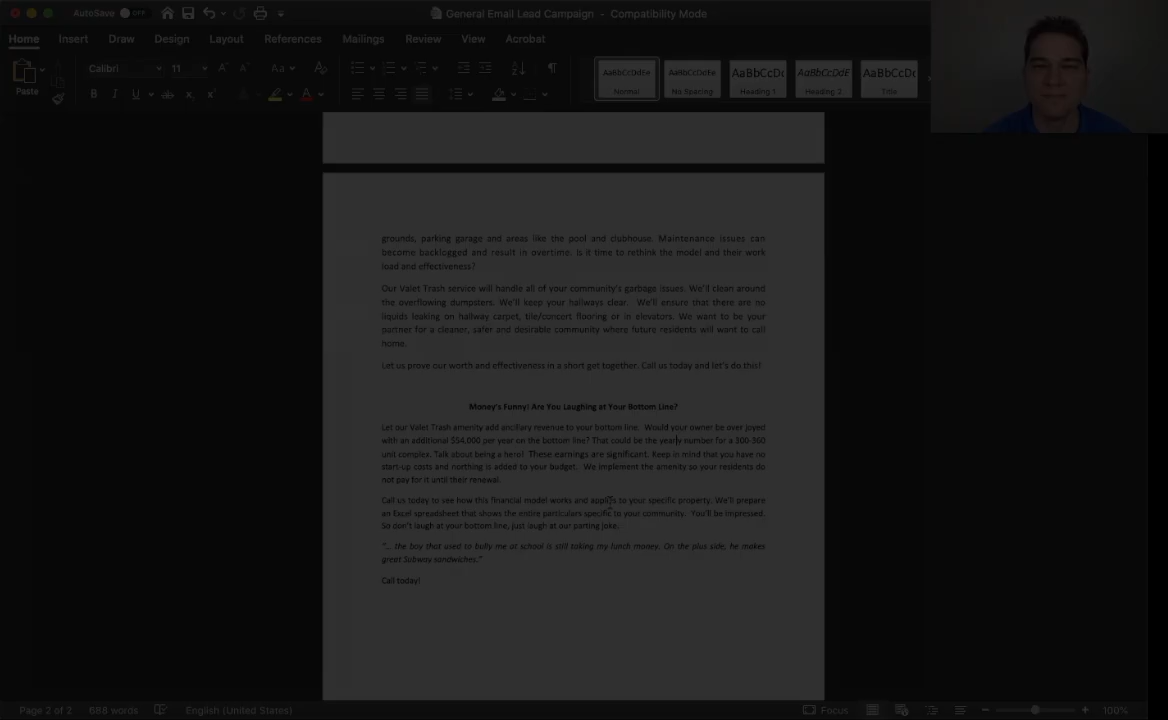 AutoSave OFF General Email Lead Campaign - Compatibility Mode
Home Insert Draw Design Layout References Mailings Review View Acrobat
Paste Calibri 11 Aa
AaBbCcDdEe AaBbCcDdEe AaBbCcDc AaBbCcDdE AaBbCcDc
Normal No Spacing Heading 1 Heading 2 Title
grounds, parking garage and areas like the pool and clubhouse. Maintenance issues can
become backlogged and result in overtime. Is it time to rethink the model and their work
load and effectiveness?
Our Valet Trash service will handle all of your community's garbage issues. We'll clean around
the overflowing dumpsters. We'll keep your hallways clear. We'll ensure that there are no
liquids leaking on hallway carpet, tile/concert flooring or in elevators. We want to be your
partner for a cleaner, safer and desirable community where future residents will want to call
home.
Let us prove our worth and effectiveness in a short get together. Call us today and let's do this!
Money's Funny! Are You Laughing at Your Bottom Line?
Let our Valet Trash amenity add ancillary revenue to your bottom line. Would your owner be over joyed
with an additional $54,000 per year on the bottom line? That could be the yearly number for a 300-360
unit complex. Talk about being a hero! These earnings are significant. Keep in mind that you have no
start-up costs and northing is added to your budget. We implement the amenity so your residents do
not pay for it until their renewal.
Call us today to see how this financial model works and applies to your specific property. We'll prepare
an Excel spreadsheet that shows the entire particulars specific to your community. You'll be impressed.
So don't laugh at your bottom line, just laugh at our parting joke.
"... the boy that used to bully me at school is still taking my lunch money. On the plus side, he makes
great Subway sandwiches."
Call today!
Page 2 of 2 688 words English (United States) Focus 100%